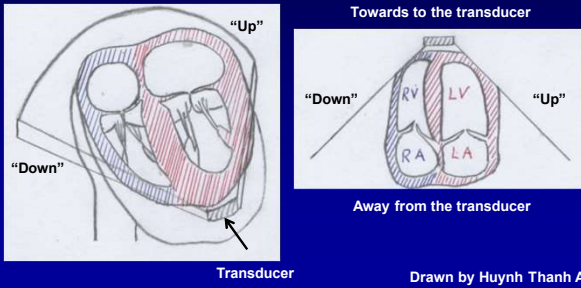 “Up”
“Down”
Transducer
Towards to the transducer
“Down”
“Up”
RV LV
RA LA
Away from the transducer
Drawn by Huynh Thanh A